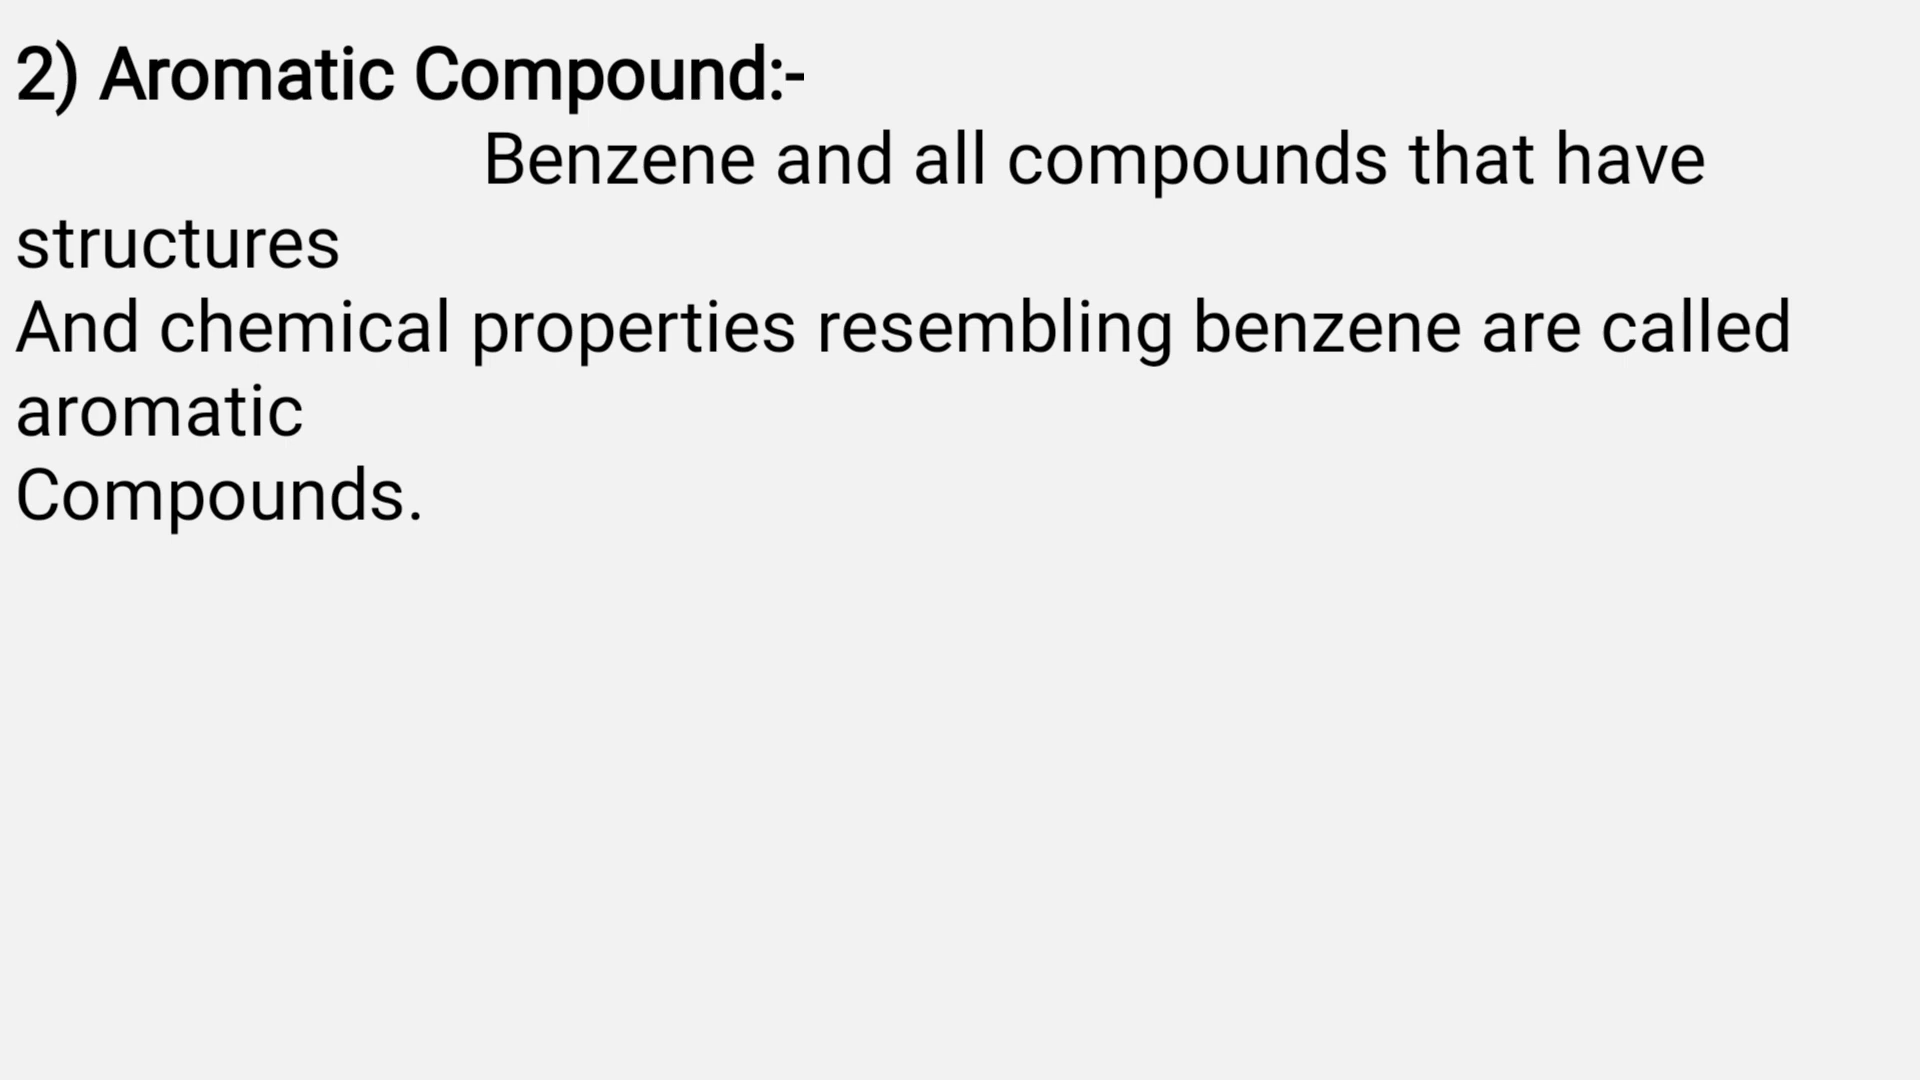 2) Aromatic Compound:-
Benzene and all compounds that have
structures
And chemical properties resembling benzene are called
aromatic
Compounds.